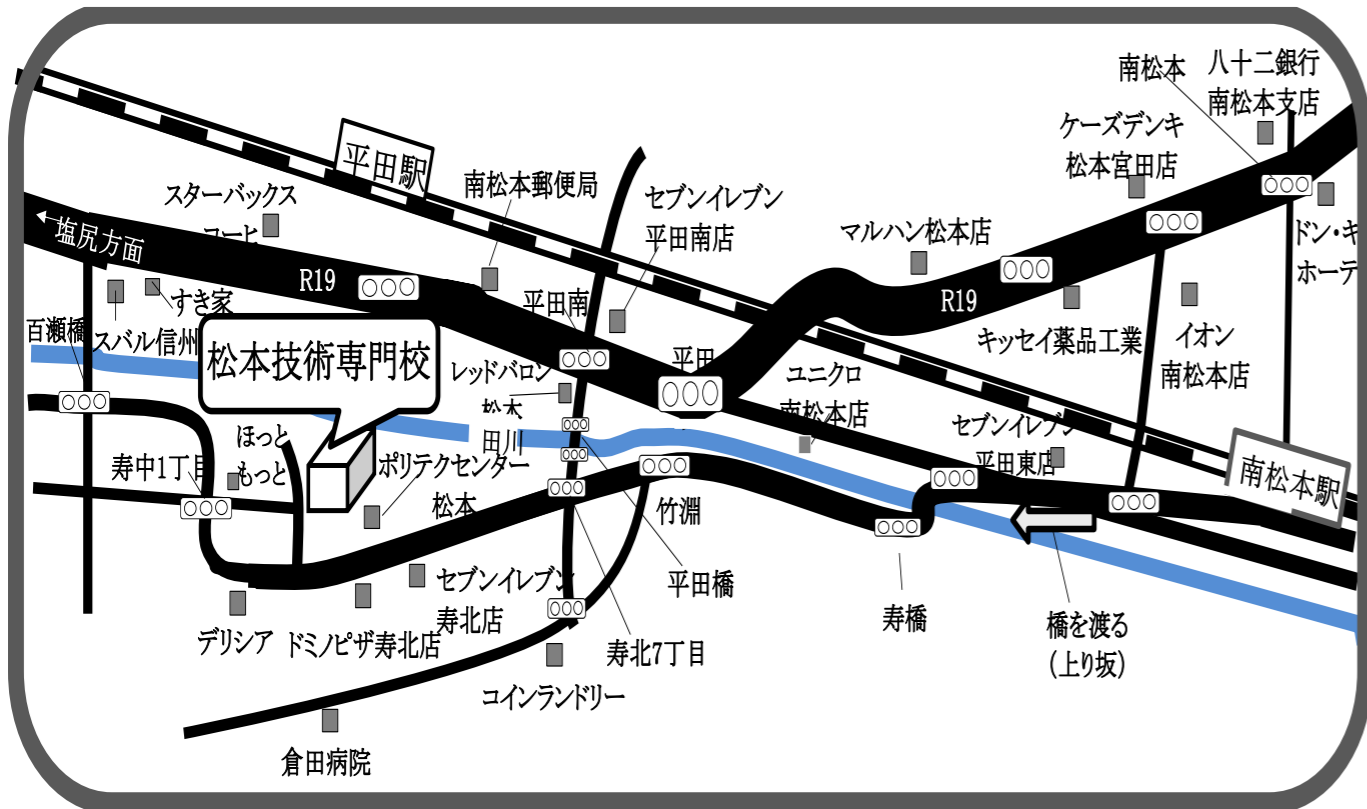 南松本
八十二銀行
南松本支店
ケーズデンキ
松本宮田店
平田駅
南松本郵便局
セブンイレブン
平田南店
スターバックス
コーヒ
マルハン松本店
ドン・キ
ホーテ
←塩尻方面
R19
R19
すき家
スバル信州
百瀬橋
平田南
平田
キッセイ薬品工業
イオン
南松本店
松本技術専門校
レッドバロン
松本
ユニクロ
南松本店
田川
セブンイレブン
平田東店
南松本駅
ほっと
もっと
寿中1丁目
ポリテクセンター
松本
竹淵
平田橋
寿橋
橋を渡る
(上り坂)
セブンイレブン
寿北店
デリシア
ドミノピザ寿北店
寿北7丁目
コインランドリー
倉田病院